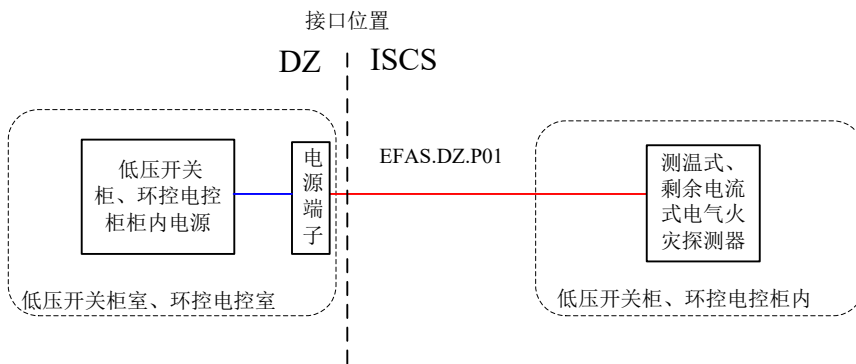 接口位置
DZ
ISCS
低压开关
柜、环控电控
柜柜内电源
电
源
端
子
EFAS.DZ.P01
测温式、
剩余电流
式电气火
灾探测器
低压开关柜室、环控电控室
低压开关柜、环控电控柜内